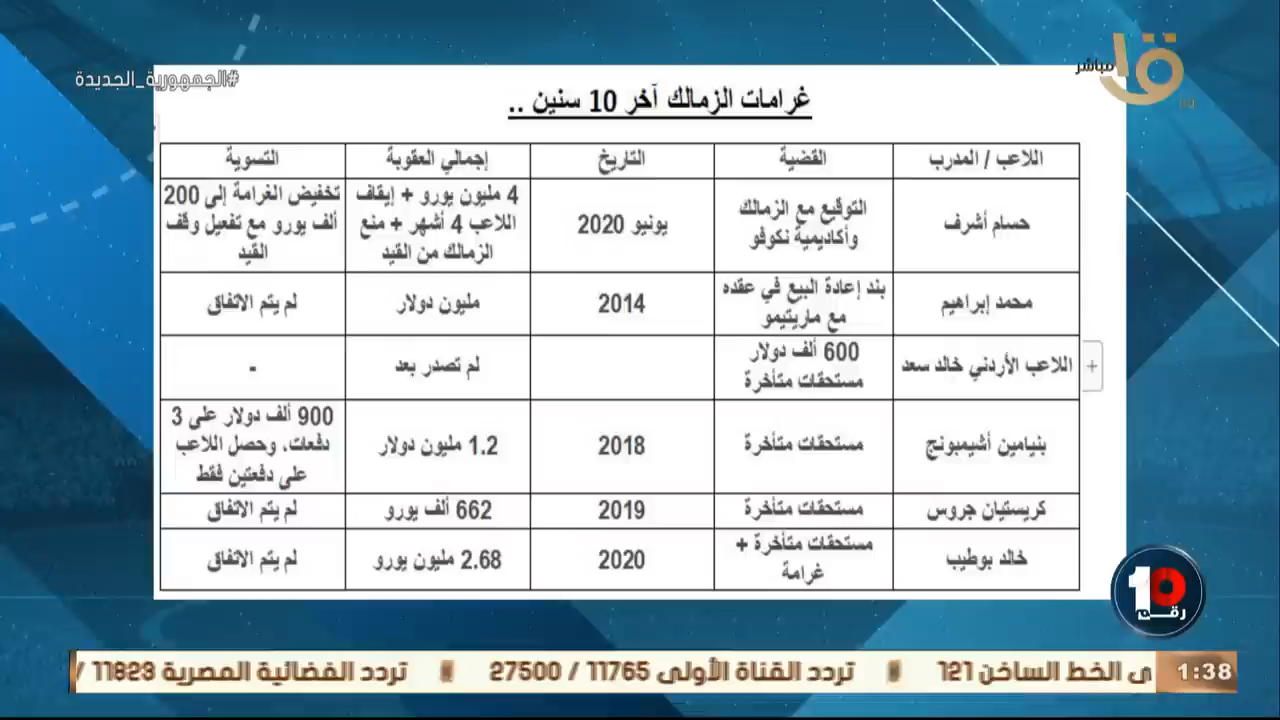 #الجمهورية_الجديدة
مباشر
غرامات الزمالك آخر 10 سنين ..
اللاعب / المدرب | القضية | التاريخ | إجمالي العقوبة | التسوية
حسام أشرف | التوقيع مع الزمالك وأكاديمية نكوفو | يونيو 2020 | 4 مليون يورو + إيقاف اللاعب 4 أشهر + منع الزمالك من القيد | تخفيض الغرامة إلى 200 ألف يورو مع تفعيل وقف القيد
محمد إبراهيم | بند إعادة البيع في عقده مع ماريتيمو | 2014 | مليون دولار | لم يتم الاتفاق
اللاعب الأردني خالد سعد | 600 ألف دولار مستحقات متأخرة | | لم تصدر بعد | -
بنيامين أشيمبونج | مستحقات متأخرة | 2018 | 1.2 مليون دولار | 900 ألف دولار على 3 دفعات، وحصل اللاعب على دفعتين فقط
كريستيان جروس | مستحقات متأخرة | 2019 | 662 ألف يورو | لم يتم الاتفاق
خالد بوطيب | مستحقات متأخرة + غرامة | 2020 | 2.68 مليون يورو | لم يتم الاتفاق
رقم 10
1:38
ى الخط الساخن 121 تردد القناة الأولى 11765 / 27500 تردد الفضائية المصرية 11823 /